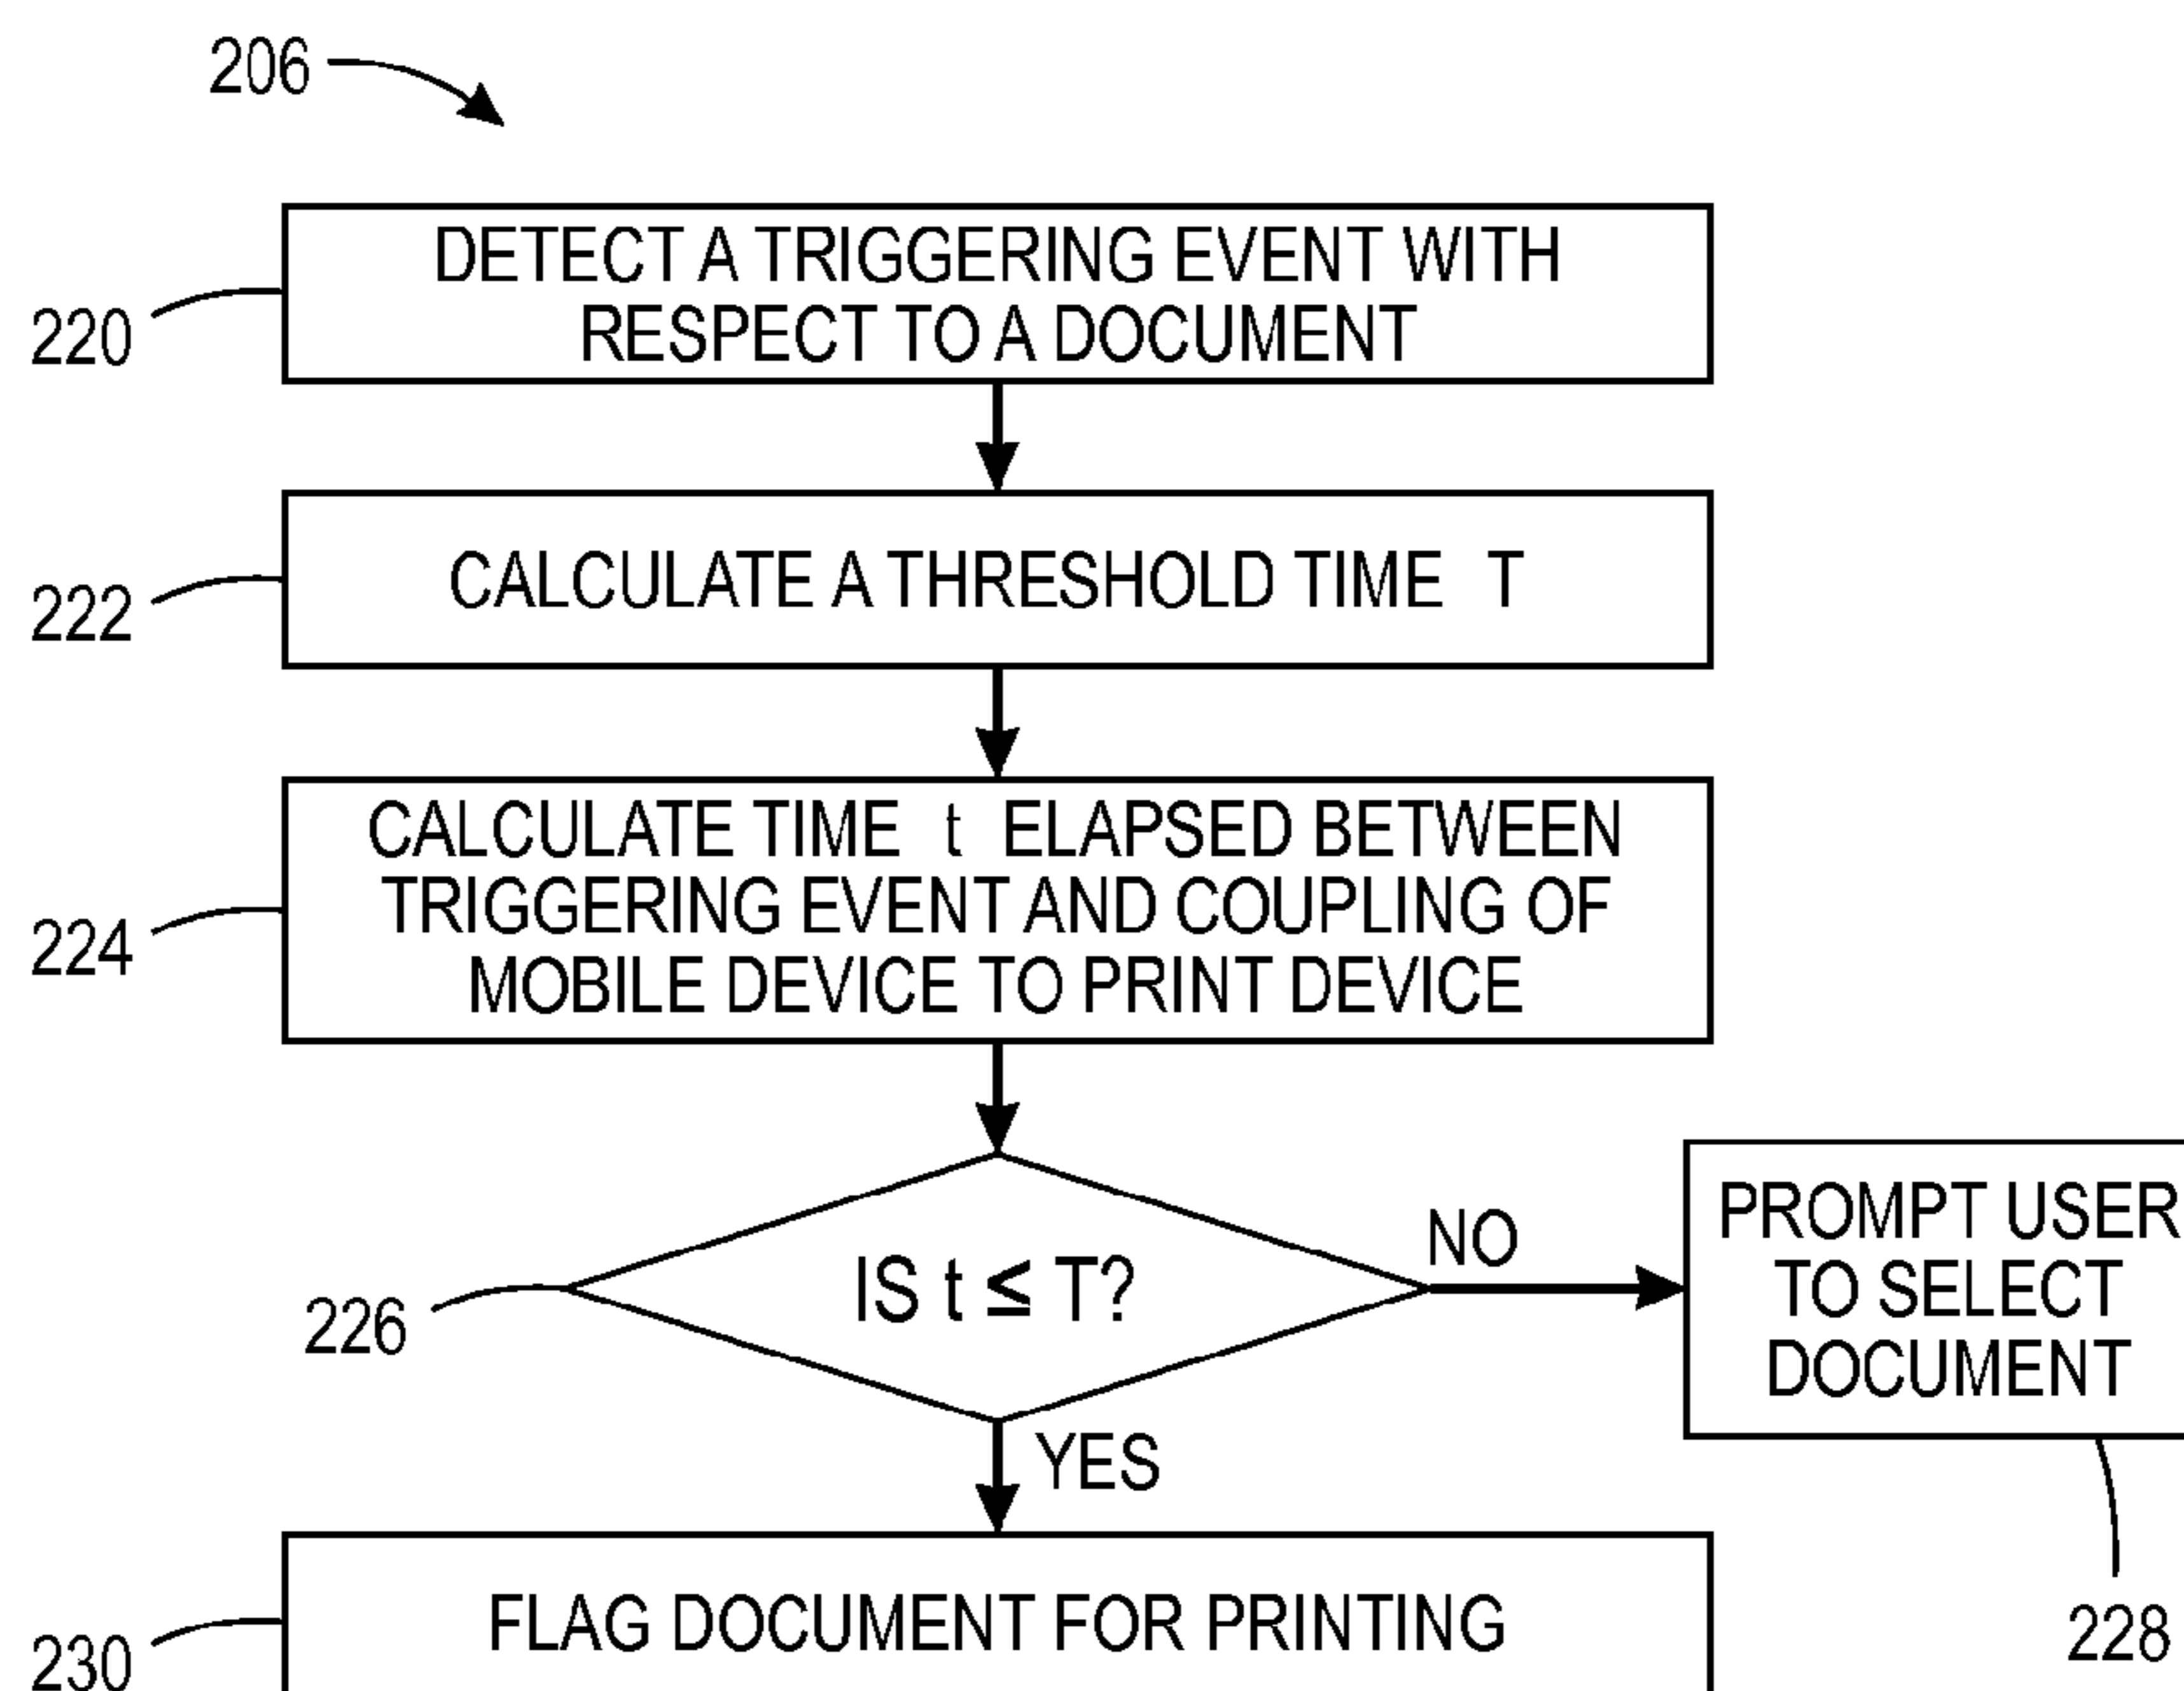 206
DETECT A TRIGGERING EVENT WITH
RESPECT TO A DOCUMENT
220
CALCULATE A THRESHOLD TIME T
222
CALCULATE TIME t ELAPSED BETWEEN
TRIGGERING EVENT AND COUPLING OF
MOBILE DEVICE TO PRINT DEVICE
224
IS t ≤ T?
226
NO
PROMPT USER
TO SELECT
DOCUMENT
228
YES
FLAG DOCUMENT FOR PRINTING
230